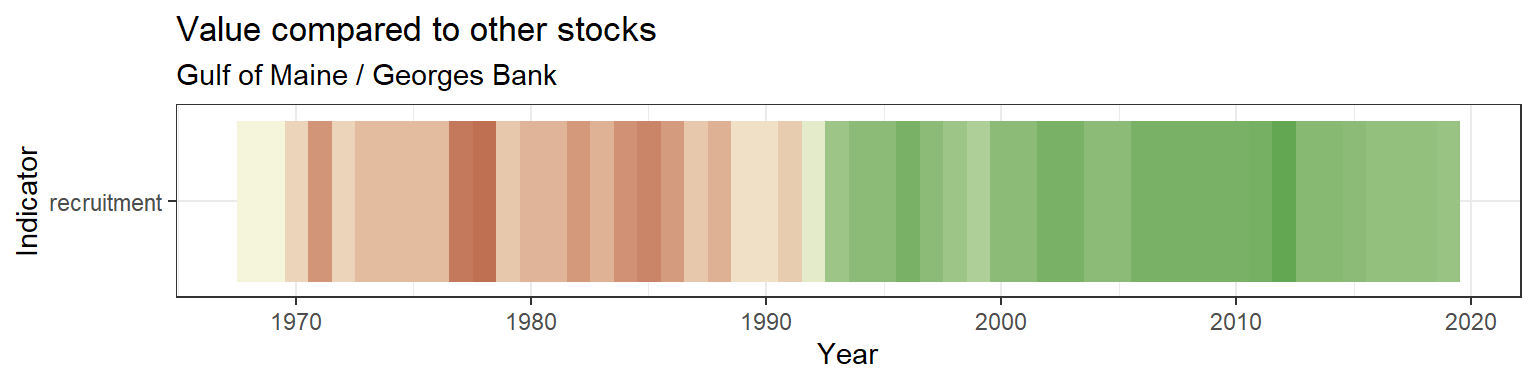 Value compared to other stocks
Gulf of Maine / Georges Bank
Indicator
recruitment
1970 1980 1990 2000 2010 2020
Year